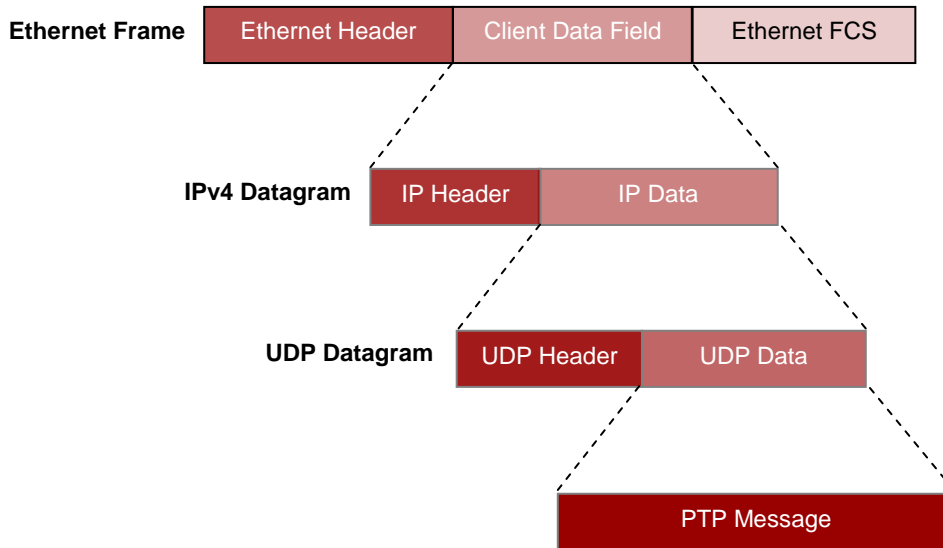 Ethernet Frame
Ethernet Header
Client Data Field
Ethernet FCS
IPv4 Datagram
IP Header
IP Data
UDP Datagram
UDP Header
UDP Data
PTP Message